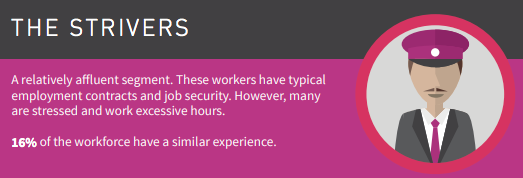 THE STRIVERS
A relatively affluent segment. These workers have typical
employment contracts and job security. However, many
are stressed and work excessive hours.
16% of the workforce have a similar experience.